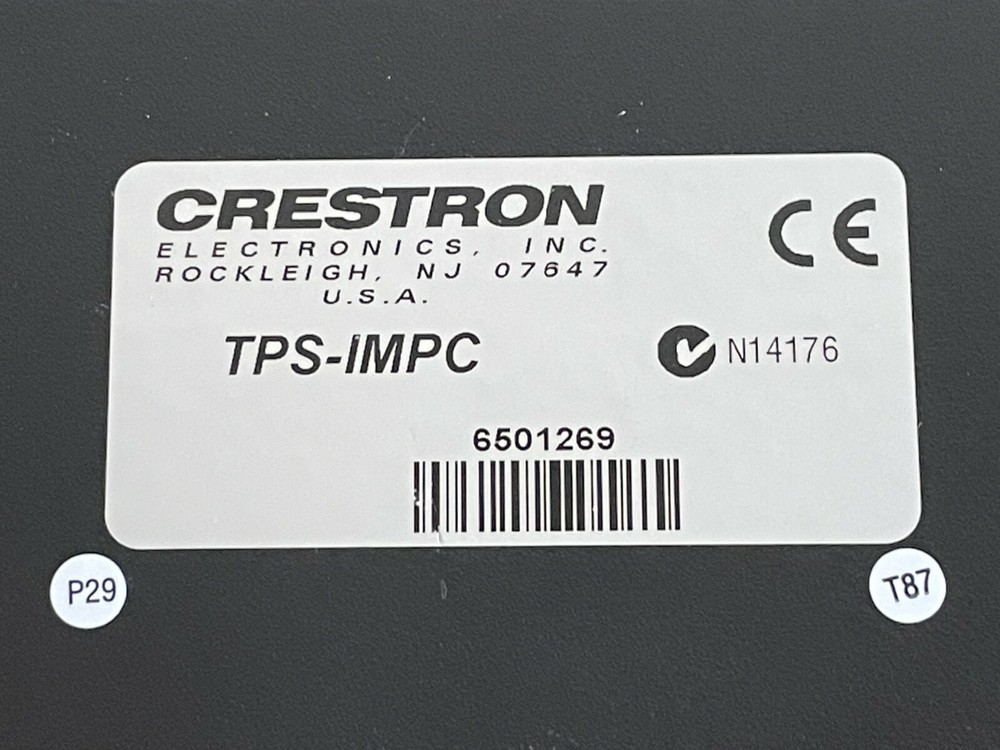 CRESTRON
ELECTRONICS, INC.
ROCKLEIGH, NJ 07647
U.S.A.
CE
TPS-IMPC
N14176
6501269
P29
T87